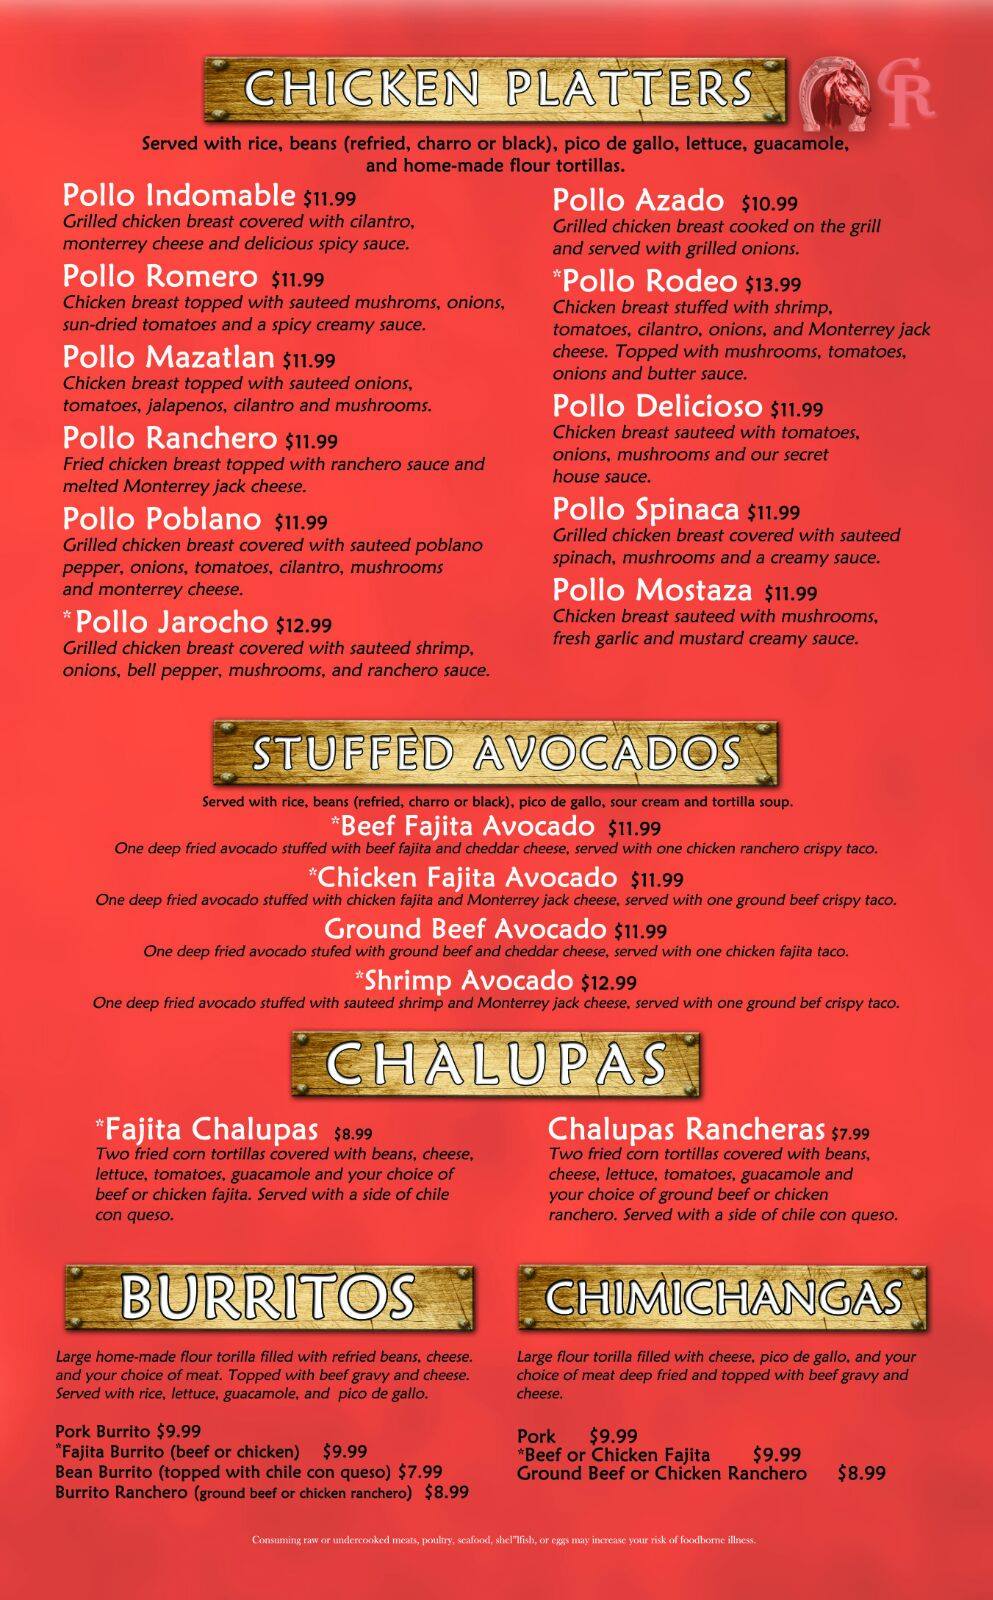 CHICKEN PLATTERS
CR
Served with rice, beans (refried, charro or black), pico de gallo, lettuce, guacamole,
and home-made flour tortillas.
Pollo Indomable $11.99
Grilled chicken breast covered with cilantro,
monterrey cheese and delicious spicy sauce.
Pollo Romero $11.99
Chicken breast topped with sauteed mushroms, onions,
sun-dried tomatoes and a spicy creamy sauce.
Pollo Mazatlan $11.99
Chicken breast topped with sauteed onions,
tomatoes, jalapenos, cilantro and mushrooms.
Pollo Ranchero $11.99
Fried chicken breast topped with ranchero sauce and
melted Monterrey jack cheese.
Pollo Poblano $11.99
Grilled chicken breast covered with sauteed poblano
pepper, onions, tomatoes, cilantro, mushrooms
and monterrey cheese.
*Pollo Jarocho $12.99
Grilled chicken breast covered with sauteed shrimp,
onions, bell pepper, mushrooms, and ranchero sauce.
Pollo Azado $10.99
Grilled chicken breast cooked on the grill
and served with grilled onions.
*Pollo Rodeo $13.99
Chicken breast stuffed with shrimp,
tomatoes, cilantro, onions, and Monterrey jack
cheese. Topped with mushrooms, tomatoes,
onions and butter sauce.
Pollo Delicioso $11.99
Chicken breast sauteed with tomatoes,
onions, mushrooms and our secret
house sauce.
Pollo Spinaca $11.99
Grilled chicken breast covered with sauteed
spinach, mushrooms and a creamy sauce.
Pollo Mostaza $11.99
Chicken breast sauteed with mushrooms,
fresh garlic and mustard creamy sauce.
STUFFED AVOCADOS
Served with rice, beans (refried, charro or black), pico de gallo, sour cream and tortilla soup.
*Beef Fajita Avocado $11.99
One deep fried avocado stuffed with beef fajita and cheddar cheese, served with one chicken ranchero crispy taco.
*Chicken Fajita Avocado $11.99
One deep fried avocado stuffed with chicken fajita and Monterrey jack cheese, served with one ground beef crispy taco.
Ground Beef Avocado $11.99
One deep fried avocado stufed with ground beef and cheddar cheese, served with one chicken fajita taco.
*Shrimp Avocado $12.99
One deep fried avocado stuffed with sauteed shrimp and Monterrey jack cheese, served with one ground bef crispy taco.
CHALUPAS
*Fajita Chalupas $8.99
Two fried corn tortillas covered with beans, cheese,
lettuce, tomatoes, guacamole and your choice of
beef or chicken fajita. Served with a side of chile
con queso.
Chalupas Rancheras $7.99
Two fried corn tortillas covered with beans,
cheese, lettuce, tomatoes, guacamole and
your choice of ground beef or chicken
ranchero. Served with a side of chile con queso.
BURRITOS
Large home-made flour torilla filled with refried beans, cheese.
and your choice of meat. Topped with beef gravy and cheese.
Served with rice, lettuce, guacamole, and pico de gallo.
Pork Burrito $9.99
*Fajita Burrito (beef or chicken) $9.99
Bean Burrito (topped with chile con queso) $7.99
Burrito Ranchero (ground beef or chicken ranchero) $8.99
CHIMICHANGAS
Large flour torilla filled with cheese, pico de gallo, and your
choice of meat deep fried and topped with beef gravy and
cheese.
Pork $9.99
*Beef or Chicken Fajita $9.99
Ground Beef or Chicken Ranchero $8.99
Consuming raw or undercooked meats, poultry, seafood, shel"lfish, or eggs may increase your risk of foodborne illness.